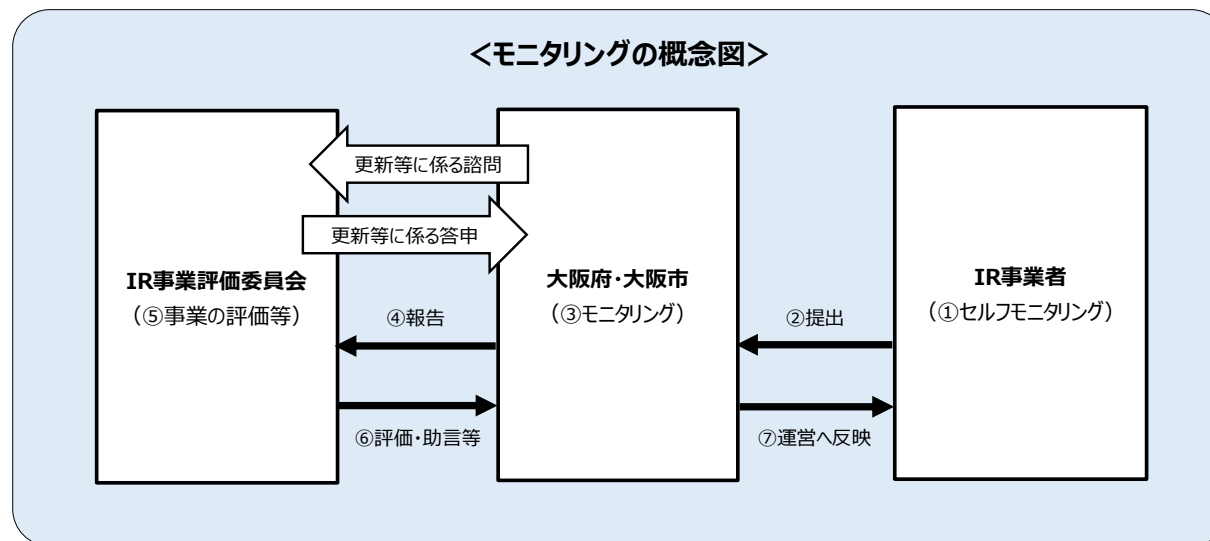 <モニタリングの概念図>
更新等に係る諮問
更新等に係る答申
IR事業評価委員会
（⑤事業の評価等）
④報告
⑥評価・助言等
大阪府・大阪市
（③モニタリング）
②提出
⑦運営へ反映
IR事業者
（①セルフモニタリング）